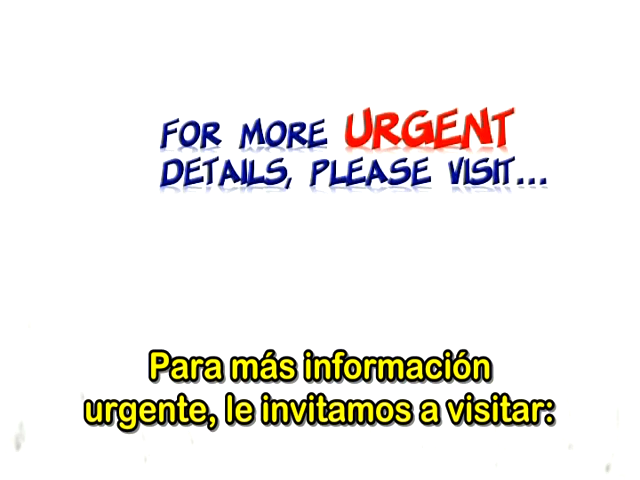 FOR MORE URGENT
DETAILS, PLEASE VISIT...
Para más información
urgente, le invitamos a visitar: